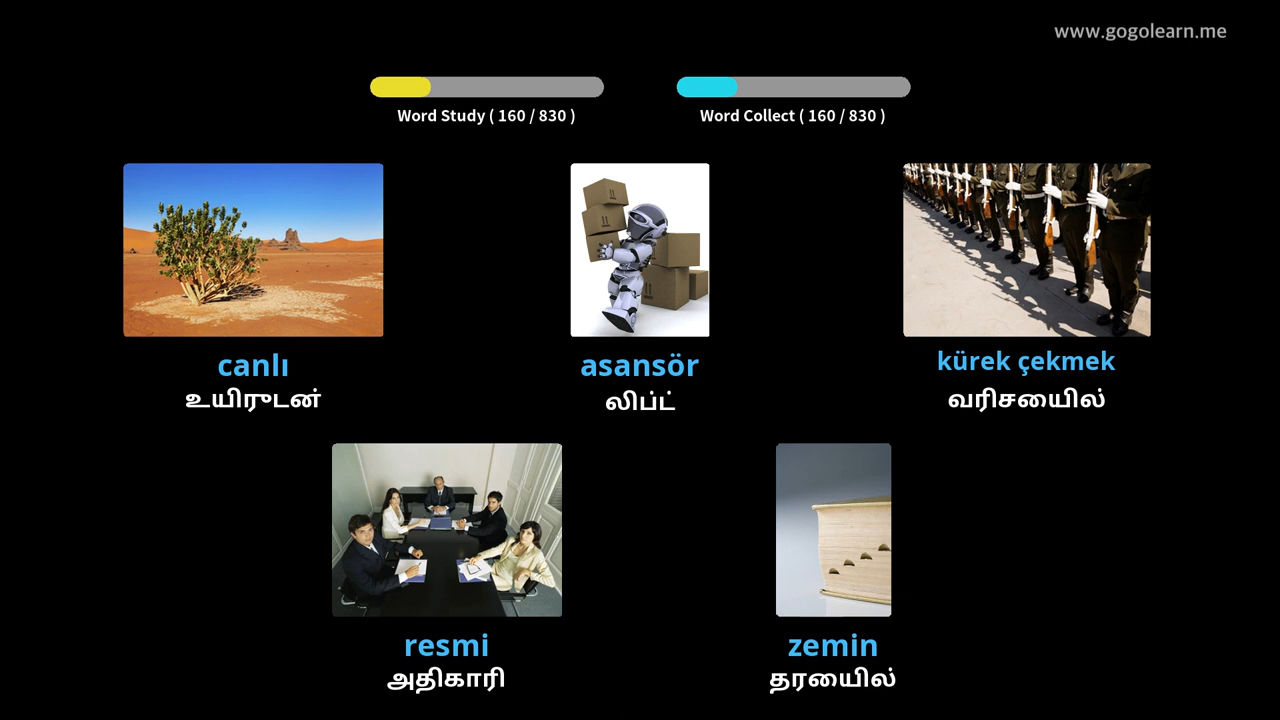 www.gogolearn.me
Word Study ( 160 / 830 )
Word Collect ( 160 / 830 )
canlı
உயிருடன்
asansör
லிப்ட்
kürek çekmek
வரிசையில்
resmi
அதிகாரி
zemin
தரையில்